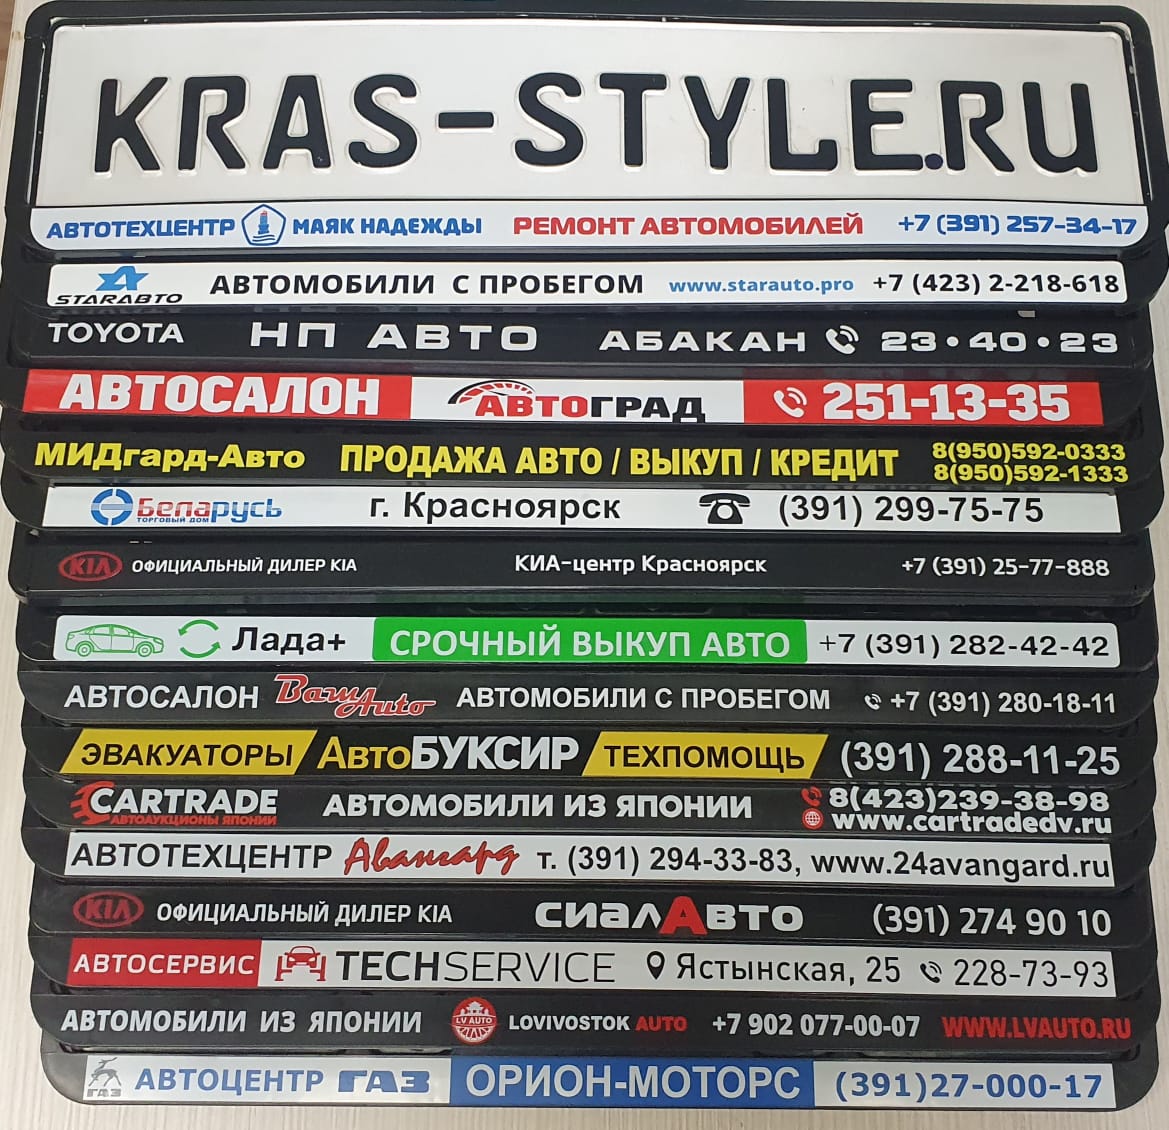 KRAS-STYLE.RU
АВТОТЕХЦЕНТР МАЯК НАДЕЖДЫ РЕМОНТ АВТОМОБИЛЕЙ +7 (391) 257-34-17
STARАВТО АВТОМОБИЛИ С ПРОБЕГОМ www.starauto.pro +7 (423) 2-218-618
TOYOTA НП АВТО АБАКАН 23•40•23
АВТОСАЛОН АВТОГРАД 251-13-35
МИДгард-Авто ПРОДАЖА АВТО / ВЫКУП / КРЕДИТ 8(950)592-0333
8(950)592-1333
Беларусь г. Красноярск (391) 299-75-75
ТОРГОВЫЙ ДОМ
KIA ОФИЦИАЛЬНЫЙ ДИЛЕР KIA КИА-центр Красноярск +7 (391) 25-77-888
Лада+ СРОЧНЫЙ ВЫКУП АВТО +7 (391) 282-42-42
АВТОСАЛОН Ваш Auto АВТОМОБИЛИ С ПРОБЕГОМ +7 (391) 280-18-11
ЭВАКУАТОРЫ АвтоБУКСИР ТЕХПОМОЩЬ (391) 288-11-25
CARTRADE АВТОМОБИЛИ ИЗ ЯПОНИИ 8(423)239-38-98
АВТОАУКЦИОНЫ ЯПОНИИ www.cartradedv.ru
АВТОТЕХЦЕНТР Авангард т. (391) 294-33-83, www.24avangard.ru
KIA ОФИЦИАЛЬНЫЙ ДИЛЕР KIA СИАЛАВТО (391) 274 90 10
АВТОСЕРВИС TECHSERVICE Ястынская, 25 228-73-93
АВТОМОБИЛИ ИЗ ЯПОНИИ LV AUTO LOVIVOSTOK AUTO +7 902 077-00-07 WWW.LVAUTO.RU
ГАЗ АВТОЦЕНТР ГАЗ ОРИОН-МОТОРС (391)27-000-17